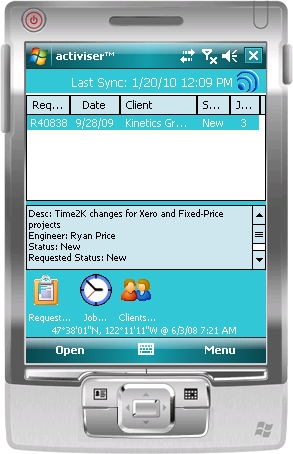 activiser™
Last Sync: 1/20/10 12:09 PM
Req... Date Client S... J...
R40838 9/28/09 Kinetics Gr... New 3
Desc: Time2K changes for Xero and Fixed-Price
projects
Engineer: Ryan Price
Status: New
Requested Status: New
Request... Job... Clients...
47°38'01"N, 122°11'11"W @ 6/3/08 7:21 AM
Open Menu